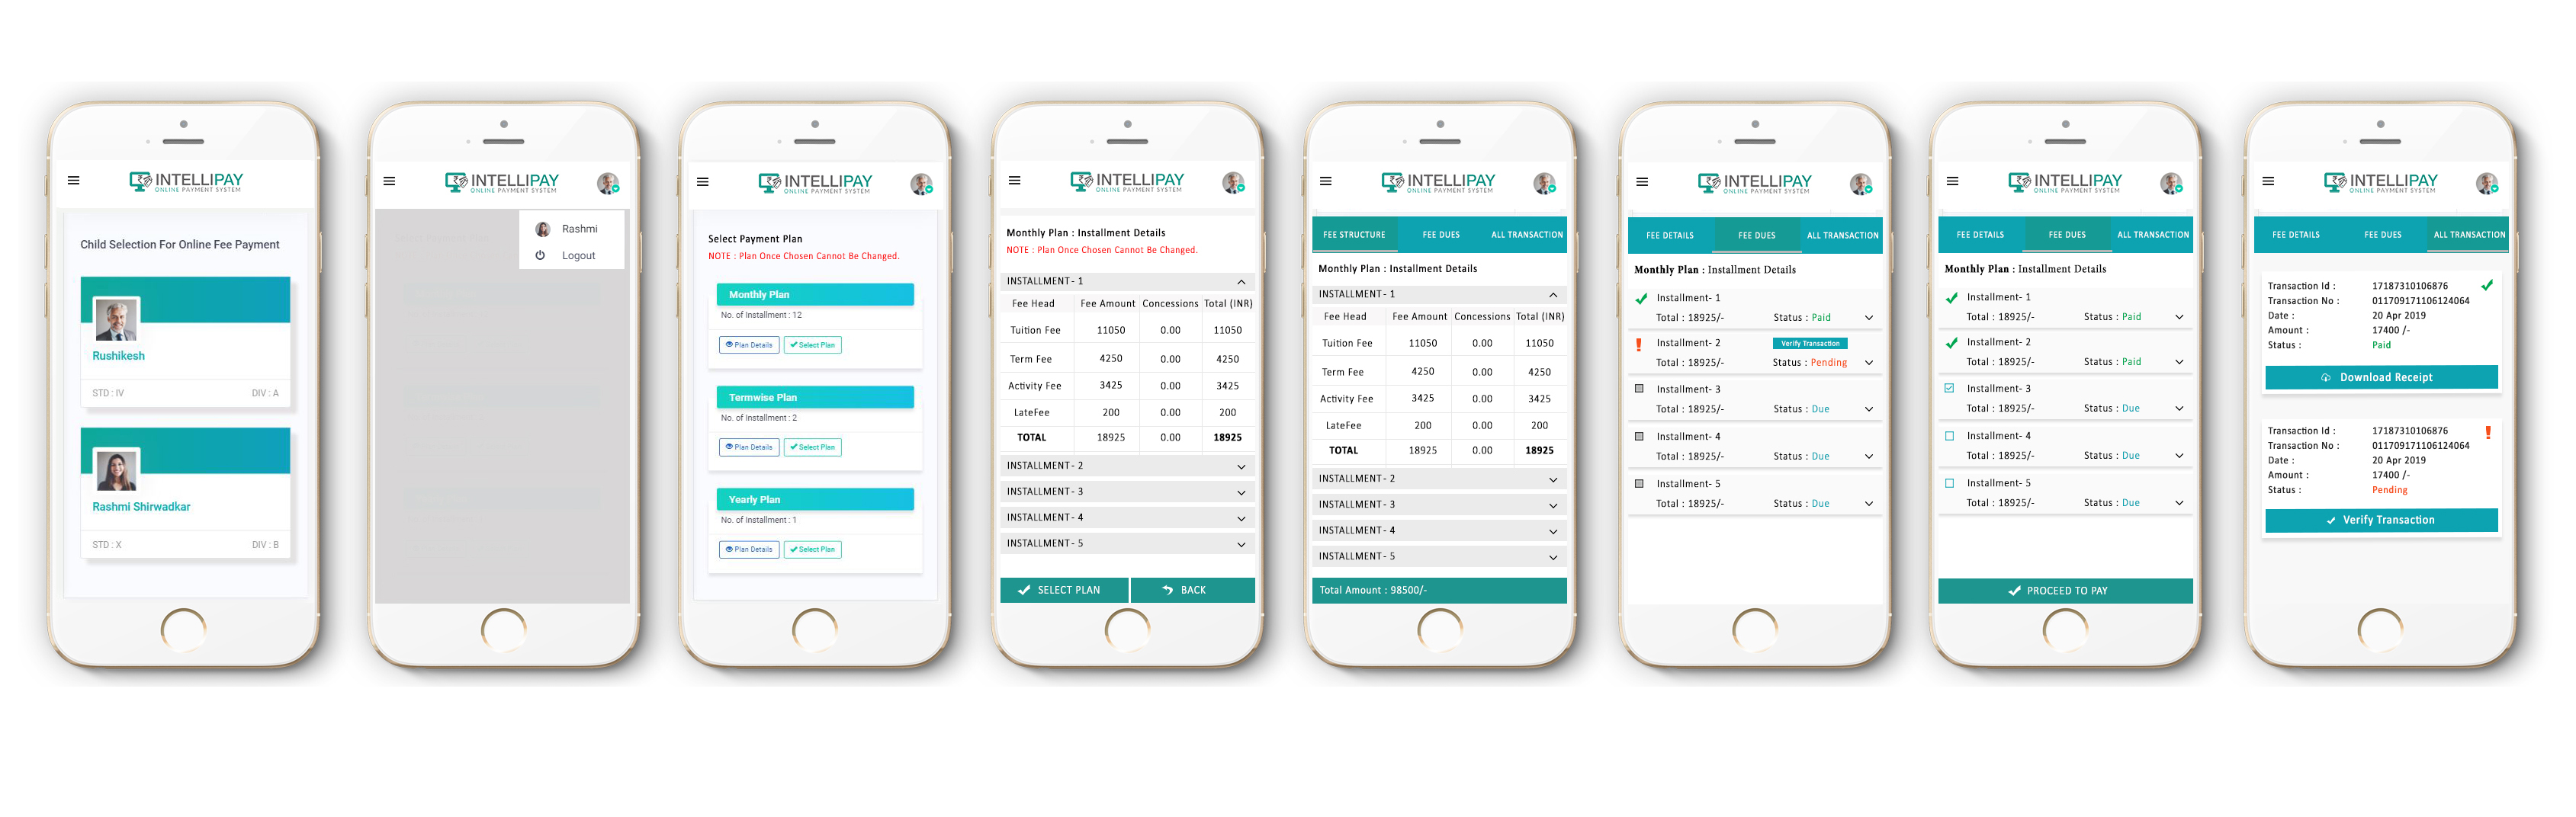 INTELLIPAY
ONLINE PAYMENT SYSTEM
Child Selection For Online Fee Payment
Rushikesh
STD : IV DIV : A
Rashmi Shirwadkar
STD : X DIV : B
INTELLIPAY
ONLINE PAYMENT SYSTEM
Rashmi
Logout
INTELLIPAY
ONLINE PAYMENT SYSTEM
Select Payment Plan
NOTE : Plan Once Chosen Cannot Be Changed.
Monthly Plan
No. of Installment : 12
Plan Details Select Plan
Termwise Plan
No. of Installment : 2
Plan Details Select Plan
Yearly Plan
No. of Installment : 1
Plan Details Select Plan
INTELLIPAY
ONLINE PAYMENT SYSTEM
Monthly Plan : Installment Details
NOTE : Plan Once Chosen Cannot Be Changed.
INSTALLMENT - 1
Fee Head Fee Amount Concessions Total (INR)
Tuition Fee 11050 0.00 11050
Term Fee 4250 0.00 4250
Activity Fee 3425 0.00 3425
LateFee 200 0.00 200
TOTAL 18925 0.00 18925
INSTALLMENT - 2
INSTALLMENT - 3
INSTALLMENT - 4
INSTALLMENT - 5
SELECT PLAN BACK
INTELLIPAY
ONLINE PAYMENT SYSTEM
FEE STRUCTURE FEE DUES ALL TRANSACTION
Monthly Plan : Installment Details
INSTALLMENT - 1
Fee Head Fee Amount Concessions Total (INR)
Tuition Fee 11050 0.00 11050
Term Fee 4250 0.00 4250
Activity Fee 3425 0.00 3425
LateFee 200 0.00 200
TOTAL 18925 0.00 18925
INSTALLMENT - 2
INSTALLMENT - 3
INSTALLMENT - 4
INSTALLMENT - 5
Total Amount : 98500/-
INTELLIPAY
ONLINE PAYMENT SYSTEM
FEE DETAILS FEE DUES ALL TRANSACTION
Monthly Plan : Installment Details
Installment- 1
Total : 18925/- Status : Paid
Installment- 2 Verify Transaction
Total : 18925/- Status : Pending
Installment- 3
Total : 18925/- Status : Due
Installment- 4
Total : 18925/- Status : Due
Installment- 5
Total : 18925/- Status : Due
INTELLIPAY
ONLINE PAYMENT SYSTEM
FEE DETAILS FEE DUES ALL TRANSACTION
Monthly Plan : Installment Details
Installment- 1
Total : 18925/- Status : Paid
Installment- 2
Total : 18925/- Status : Paid
Installment- 3
Total : 18925/- Status : Due
Installment- 4
Total : 18925/- Status : Due
Installment- 5
Total : 18925/- Status : Due
PROCEED TO PAY
INTELLIPAY
ONLINE PAYMENT SYSTEM
FEE DETAILS FEE DUES ALL TRANSACTION
Transaction Id : 17187310106876
Transaction No : 011709171106124064
Date : 20 Apr 2019
Amount : 17400 /-
Status : Paid
Download Receipt
Transaction Id : 17187310106876
Transaction No : 011709171106124064
Date : 20 Apr 2019
Amount : 17400 /-
Status : Pending
Verify Transaction